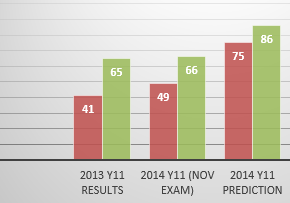 41
65
49
66
75
86
2013 Y11
RESULTS
2014 Y11 (NOV
EXAM)
2014 Y11
PREDICTION